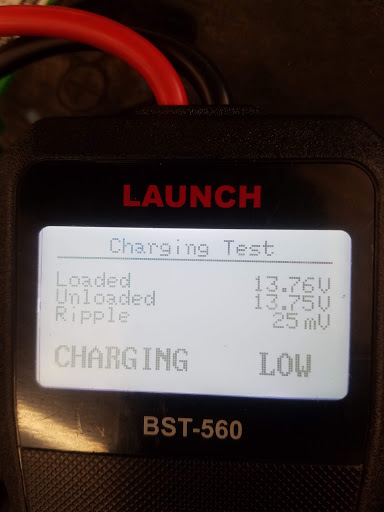 LAUNCH
Charging Test
Loaded 13.76V
Unloaded 13.75V
Ripple 25mV
CHARGING LOW
BST-560